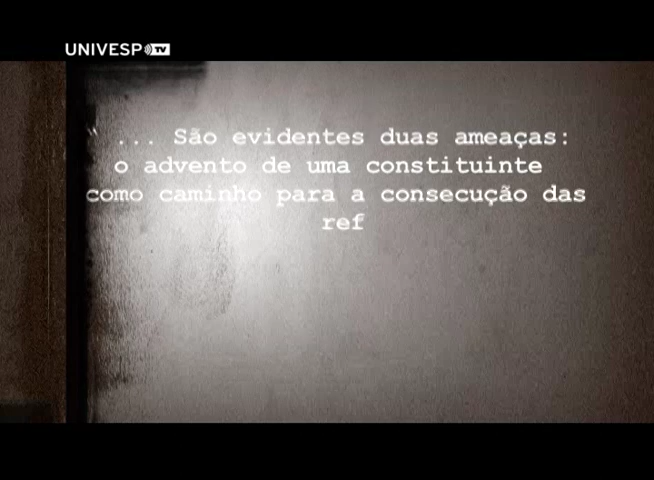 UNIVESP TV
“ ... São evidentes duas ameaças:
o advento de uma constituinte
como caminho para a consecução das
ref